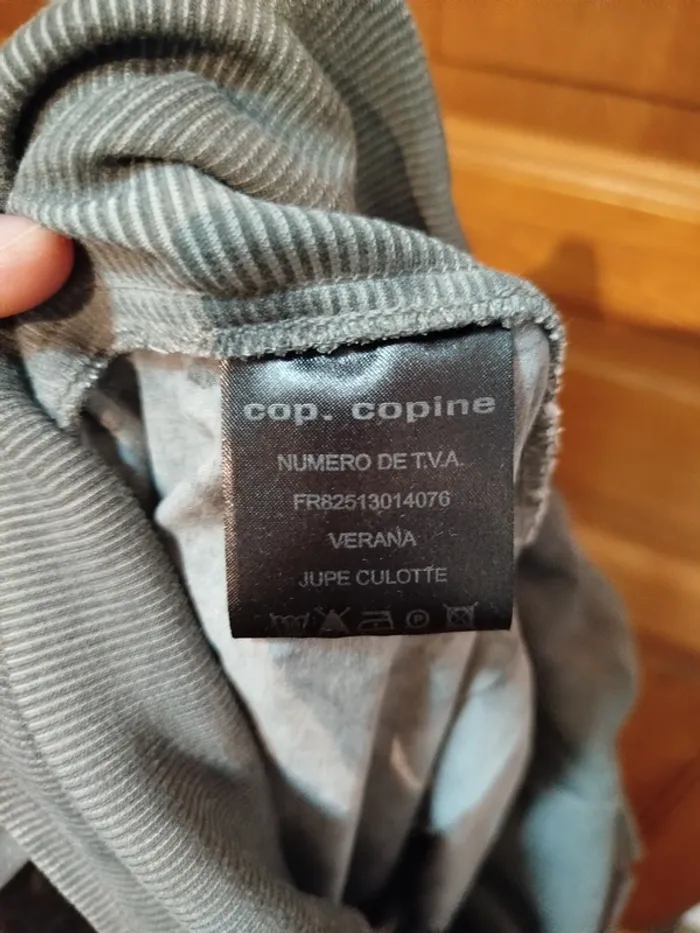 cop. copine
NUMERO DE T.V.A.
FR82513014076
VERANA
JUPE CULOTTE
P